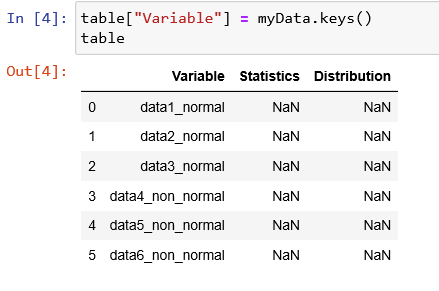 In [4]: table["Variable"] = myData.keys()
table
Out[4]:
Variable Statistics Distribution
0 data1_normal NaN NaN
1 data2_normal NaN NaN
2 data3_normal NaN NaN
3 data4_non_normal NaN NaN
4 data5_non_normal NaN NaN
5 data6_non_normal NaN NaN